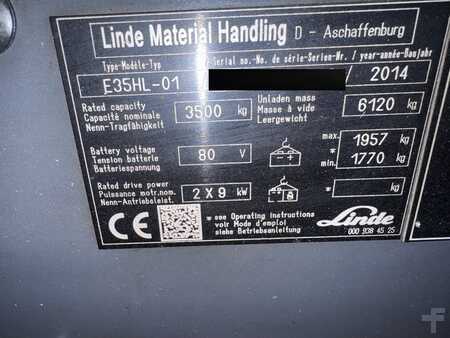 Linde Material Handling D - Aschaffenburg
Type-Modèle-Typ Serial no.-No. de série-Serien-Nr. / year-année-Baujahr
E35HL-01 2014
Rated capacity
Capacité nominale
Nenn-Tragfähigkeit
3500 kg
Unladen mass
Masse à vide
Leergewicht
6120 kg
Battery voltage
Tension batterie
Batteriespannung
80 V
max. 1957 kg
*
min. 1770 kg
Rated drive power
Puissance motr.nom.
Nenn-Antriebsleist.
2 X 9 kW
* kg
CE
* see Operating instructions
voir Mode d'emploi
siehe Betriebsanleitung
Linde
000 938 45 25